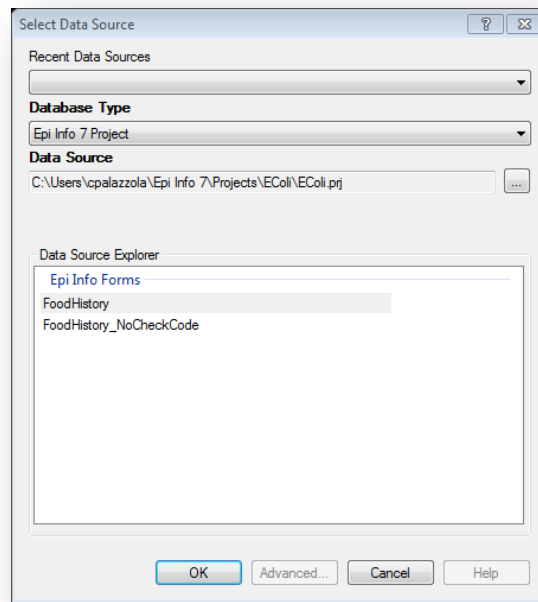 Select Data Source
?
Recent Data Sources
Database Type
Epi Info 7 Project
Data Source
C:\Users\cpalazzola\Epi Info 7\Projects\EColi\EColi.prj
...
Data Source Explorer
Epi Info Forms
FoodHistory
FoodHistory_NoCheckCode
OK Advanced... Cancel Help